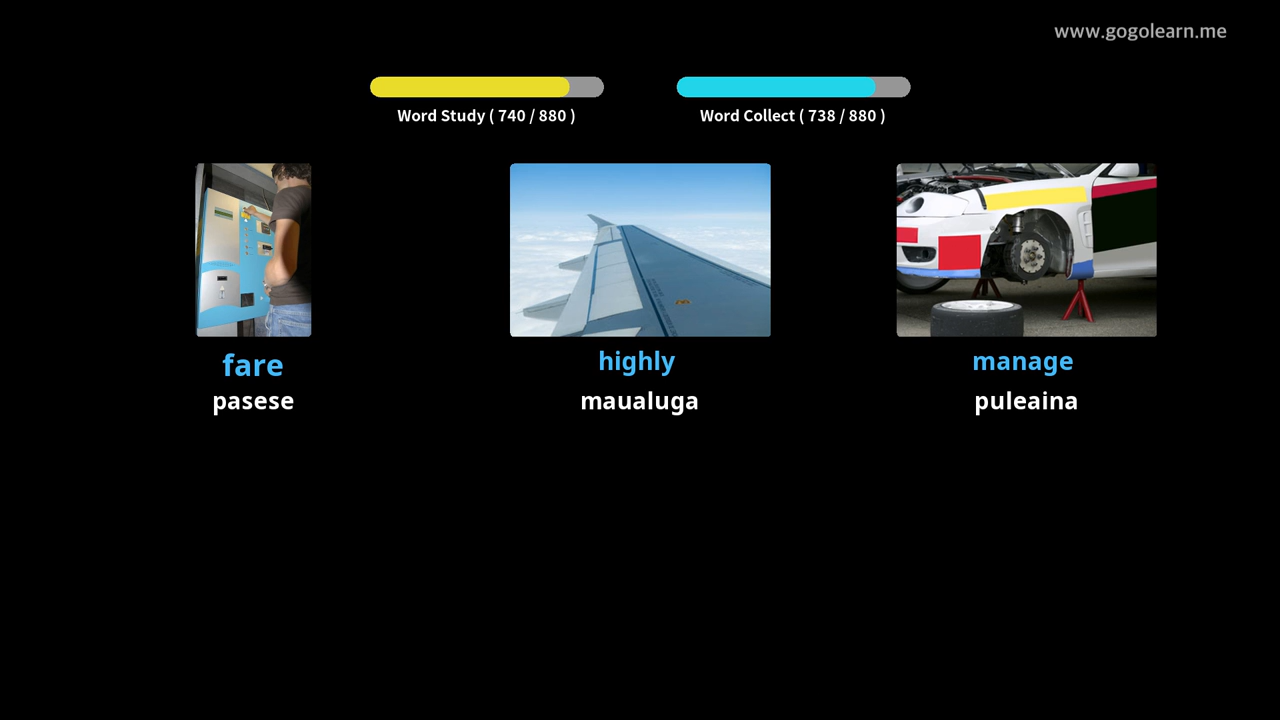 www.gogolearn.me
Word Study ( 740 / 880 )
Word Collect ( 738 / 880 )
fare
pasese
highly
maualuga
manage
puleaina